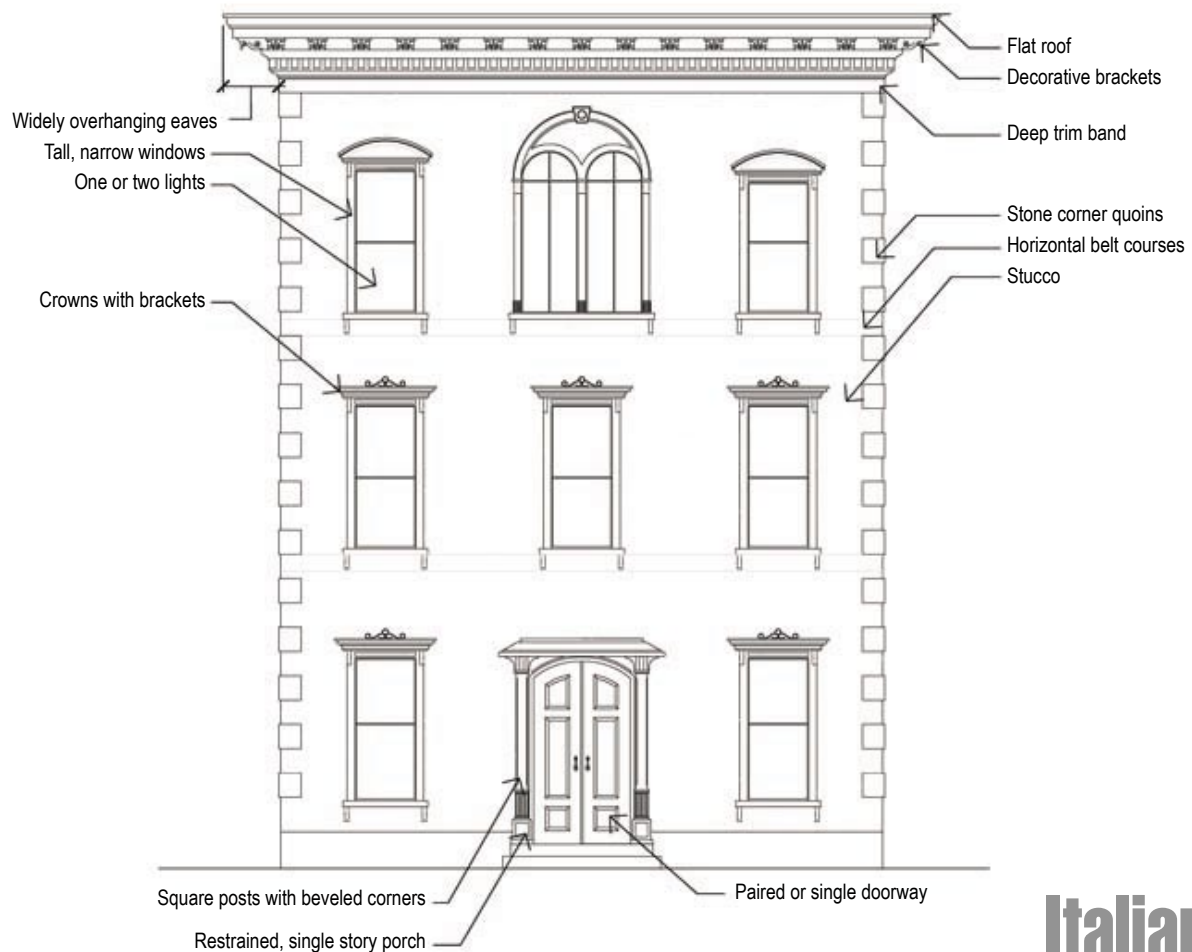 Flat roof
Decorative brackets
Widely overhanging eaves
Deep trim band
Tall, narrow windows
One or two lights
Stone corner quoins
Horizontal belt courses
Stucco
Crowns with brackets
Square posts with beveled corners
Paired or single doorway
Restrained, single story porch